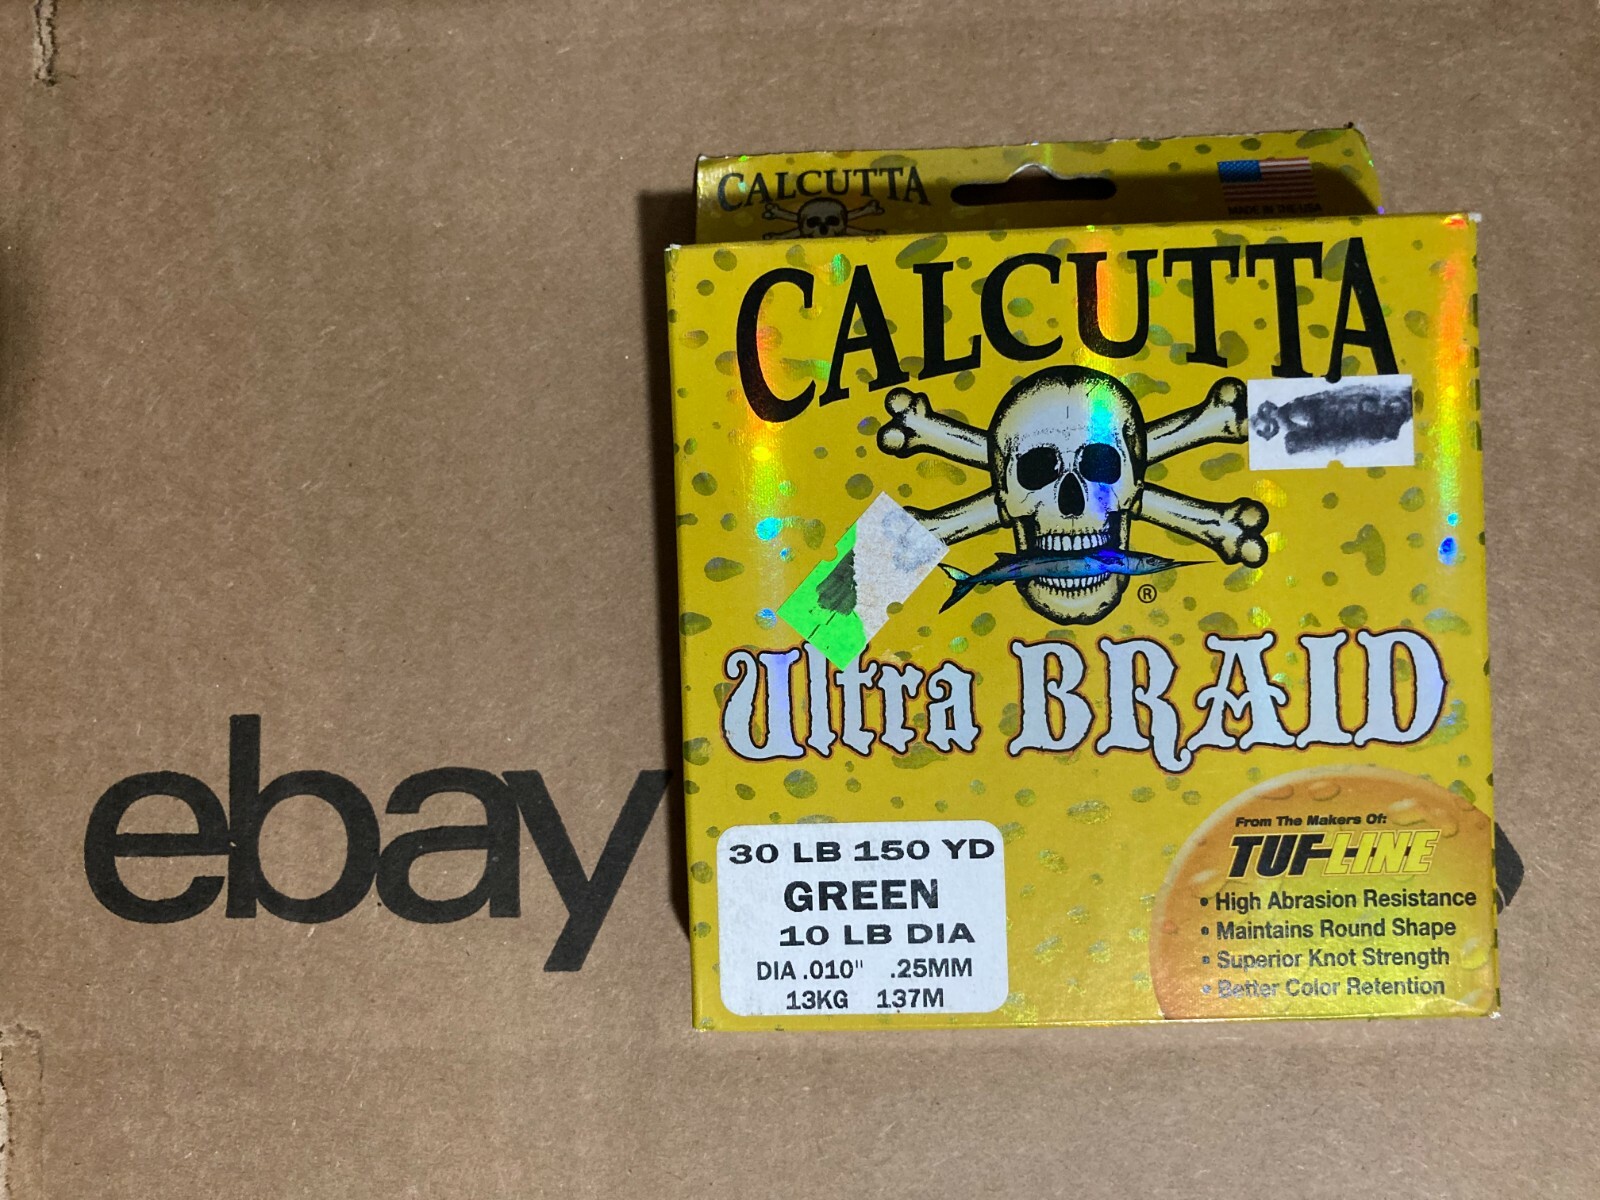 CALCUTTA
MADE IN THE USA
CALCUTTA
®
Ultra BRAID
ebay
30 LB 150 YD
GREEN
10 LB DIA
DIA .010" .25MM
13KG 137M
From The Makers Of:
TUF-LINE
• High Abrasion Resistance
• Maintains Round Shape
• Superior Knot Strength
• Better Color Retention